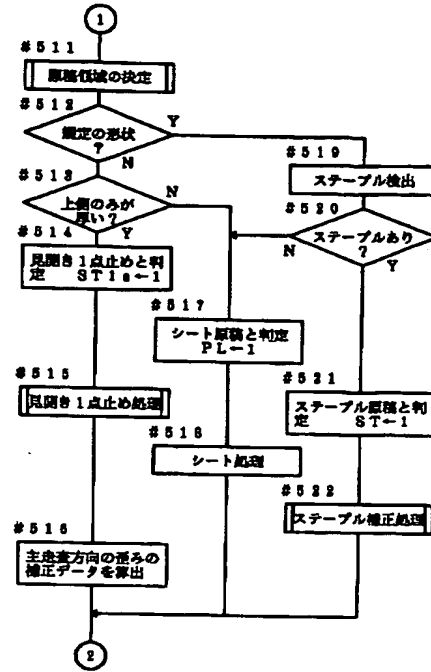 1
#511
原稿低域の決定
#512
規定の形状
?
Y
N
#513
上側のみが
厚い?
N
Y
#514
見開き1点止めと判
定 ST1s←1
#515
見開き1点止め処理
#516
主走査方向の歪みの
補正データを算出
#517
シート原稿と判定
PL←1
#518
シート処理
#519
ステープル検出
#520
ステープルあり
?
N
Y
#521
ステープル原稿と判
定 ST←1
#522
ステープル補正処理
2